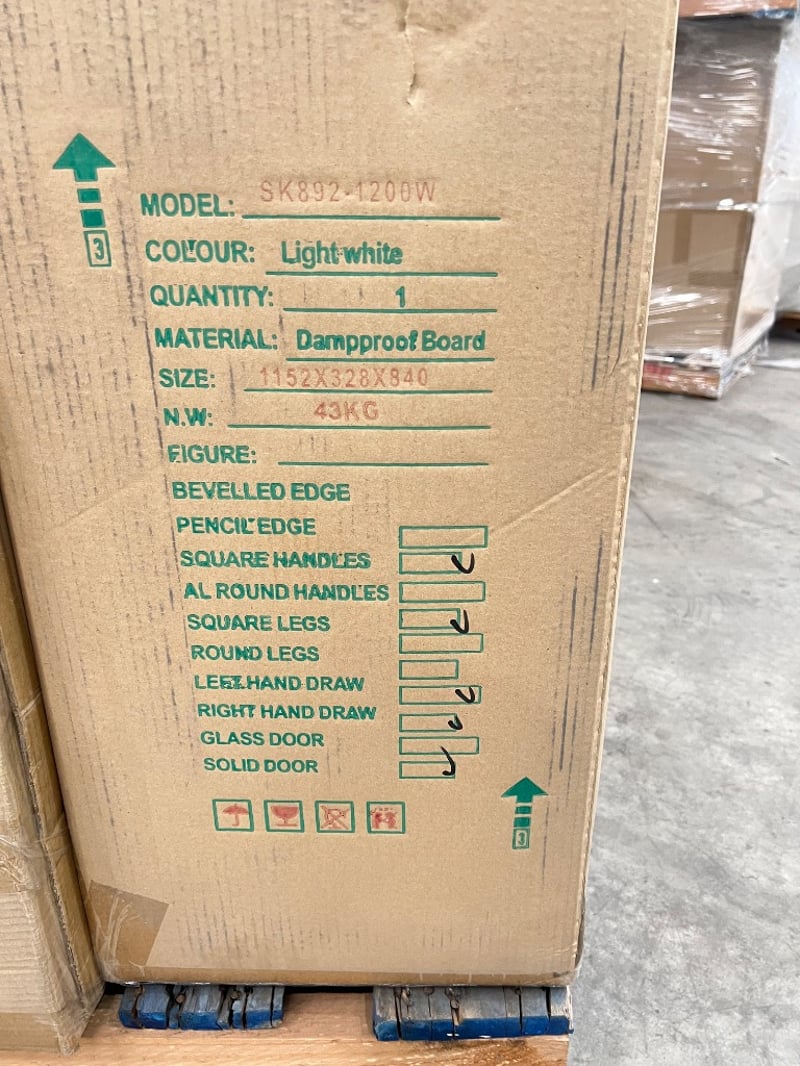 3
MODEL: SK892-1200W
COLOUR: Light white
QUANTITY: 1
MATERIAL: Dampproof Board
SIZE: 1152X328X840
N.W: 43KG
FIGURE:
BEVELLED EDGE
PENCIL EDGE
SQUARE HANDLES
AL ROUND HANDLES
SQUARE LEGS
ROUND LEGS
LEFT HAND DRAW
RIGHT HAND DRAW
GLASS DOOR
SOLID DOOR
3